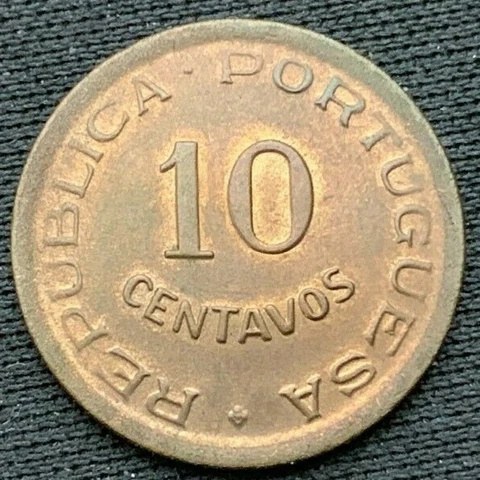 REPUBLICA · PORTUGUESA
10
CENTAVOS